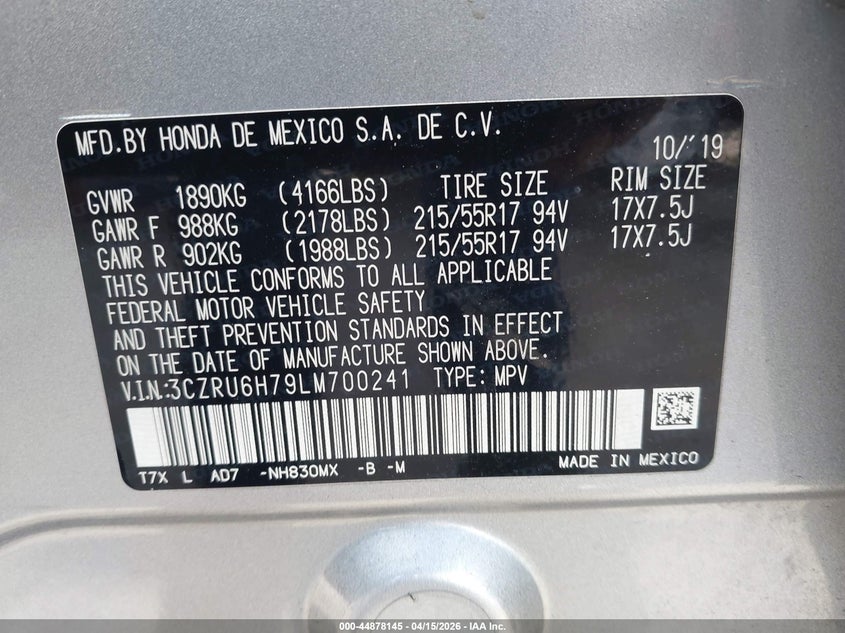 MFD.BY HONDA DE MEXICO S.A. DE C.V.
10/'19
GVWR 1890KG (4166LBS) TIRE SIZE RIM SIZE
GAWR F 988KG (2178LBS) 215/55R17 94V 17X7.5J
GAWR R 902KG (1988LBS) 215/55R17 94V 17X7.5J
THIS VEHICLE CONFORMS TO ALL APPLICABLE
FEDERAL MOTOR VEHICLE SAFETY
AND THEFT PREVENTION STANDARDS IN EFFECT
ON THE DATE OF MANUFACTURE SHOWN ABOVE.
V.I.N:3CZRU6H79LM700241 TYPE: MPV
T7X L AD7 -NH830MX -B -M MADE IN MEXICO
000-44878145 - 04/15/2026 - IAA Inc.